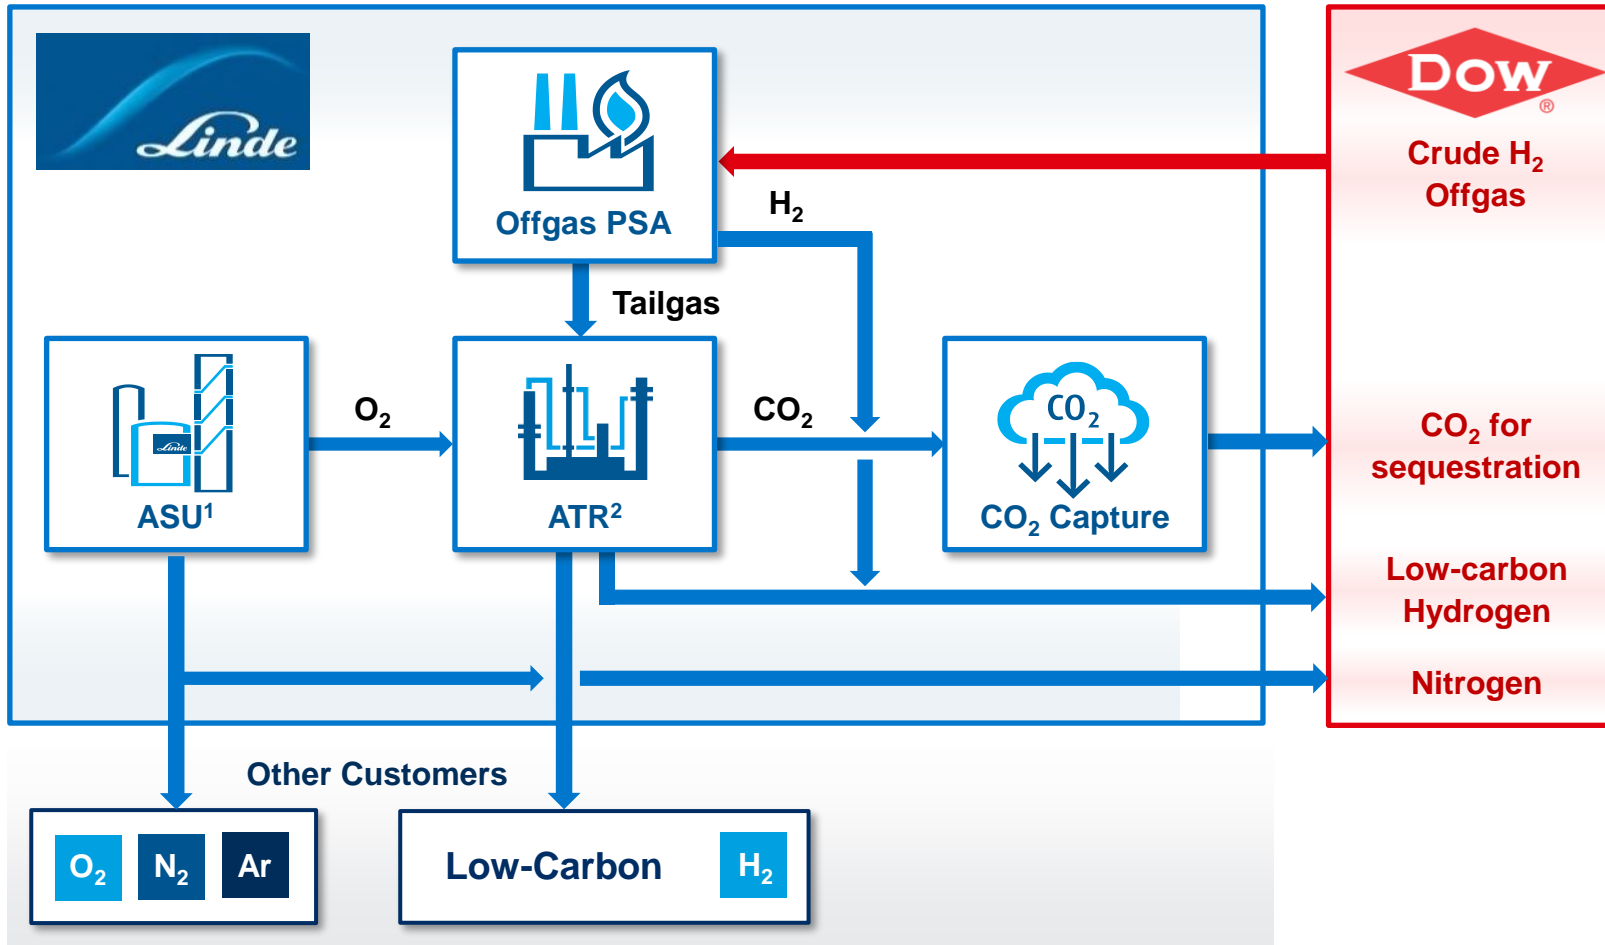 Linde
DOW
®
Crude H₂
Offgas
Offgas PSA
H₂
Tailgas
Linde
ASU¹
O₂
ATR²
CO₂
CO₂
CO₂ Capture
CO₂ for
sequestration
Low-carbon
Hydrogen
Nitrogen
Other Customers
O₂
N₂
Ar
Low-Carbon
H₂